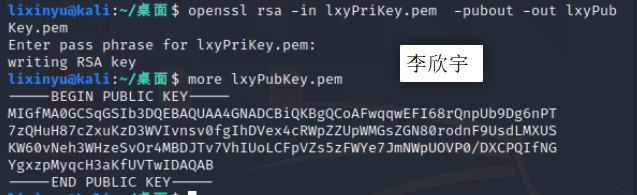 lixinyu@kali:~/桌面$ openssl rsa -in lxyPriKey.pem  -pubout -out lxyPub
Key.pem
Enter pass phrase for lxyPriKey.pem:
writing RSA key
李欣宇
lixinyu@kali:~/桌面$ more lxyPubKey.pem
-----BEGIN PUBLIC KEY-----
MIGfMA0GCSqGSIb3DQEBAQUAA4GNADCBiQKBgQCoAFwqqwEFI68rQnpUb9Dg6nPT
7zQHuH87cZxuKzD3WVIvnsv0fgIhDVex4cRWpZZUpWMGsZGN80rodnF9UsdLMXUS
KW60vNeh3WHzeSvOr4MBDJTv7VhIUoLCFpVZs5zFWYe7JmNWpUOVP0/DXCPQIfNG
YgxzpMyqcH3aKfUVTwIDAQAB
-----END PUBLIC KEY-----